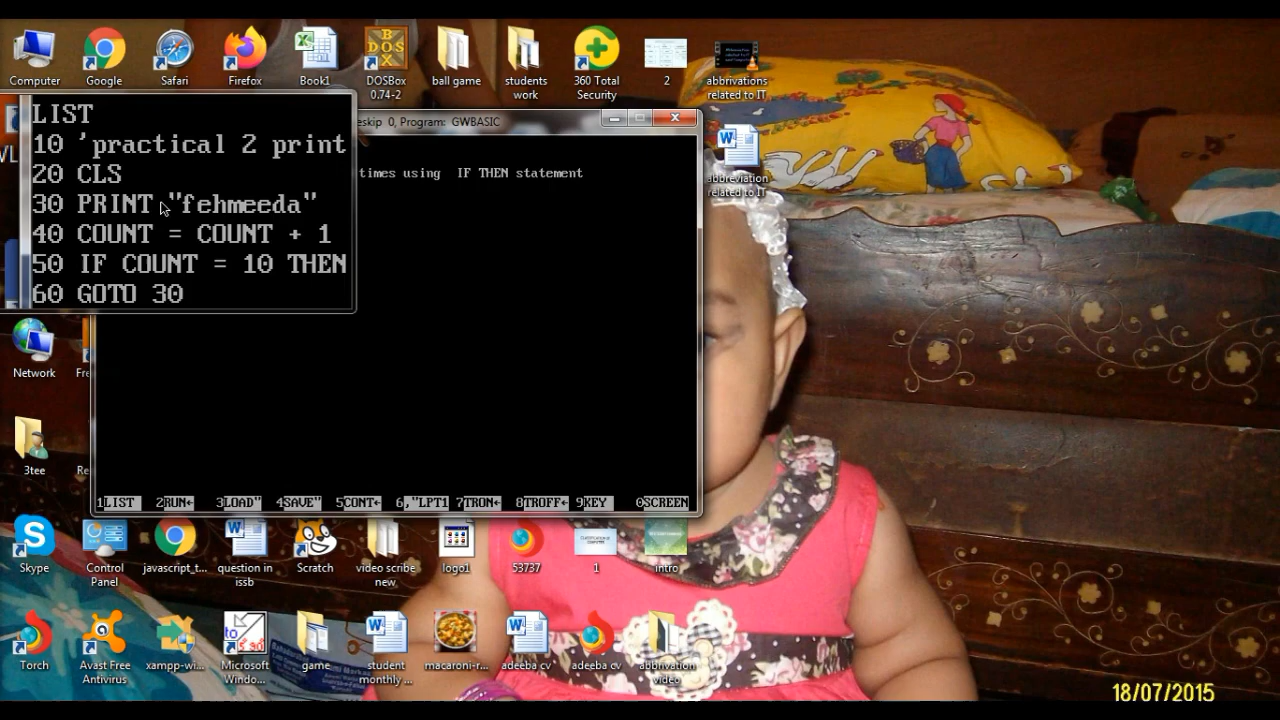 Computer
Google
Safari
Firefox
Book1
DOSBox
0.74-2
ball game
students
work
360 Total
Security
2
abbrivations
related to IT
LIST
10 'practical 2 print
20 CLS
30 PRINT "fehmeeda"
40 COUNT = COUNT + 1
50 IF COUNT = 10 THEN
60 GOTO 30
eskip 0, Program: GWBASIC
times using IF THEN statement
abbreviation
related to IT
Network
Fre
3tee
Re
1LIST 2RUN← 3LOAD" 4SAVE" 5CONT← 6,"LPT1 7TRON← 8TROFF← 9KEY 0SCREEN
Skype
Control
Panel
javascript_t...
question in
issb
Scratch
video scribe
new
logo1
53737
1
intro
Torch
Avast Free
Antivirus
xampp-wi...
Microsoft
Windo...
game
student
monthly ...
macaroni-r...
adeeba cv
adeeba cv
abbrivation
video
18/07/2015